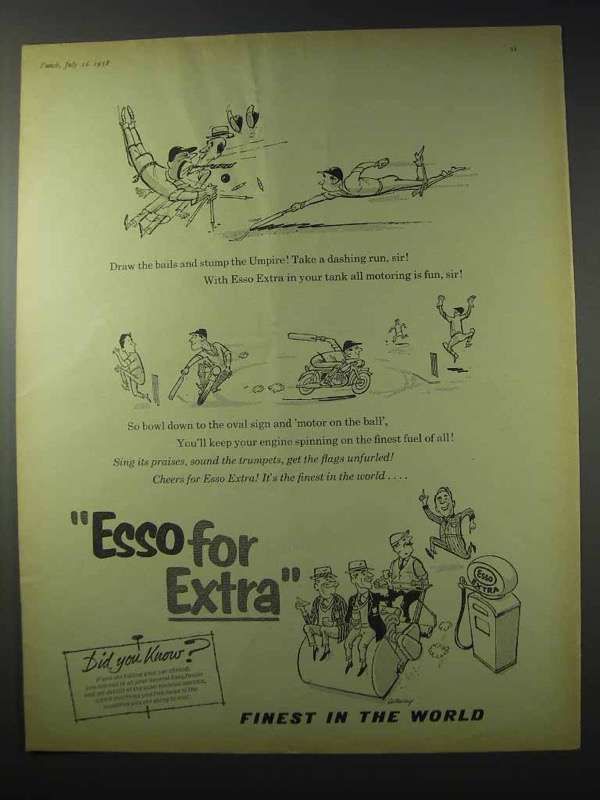 Punch, July 16 1958
Draw the bails and stump the Umpire! Take a dashing run, sir!
With Esso Extra in your tank all motoring is fun, sir!
So bowl down to the oval sign and 'motor on the ball',
You'll keep your engine spinning on the finest fuel of all!
Sing its praises, sound the trumpets, get the flags unfurled!
Cheers for Esso Extra! It's the finest in the world . . . .
"Esso for
Extra"
ESSO
EXTRA
Did you Know?
FINEST IN THE WORLD